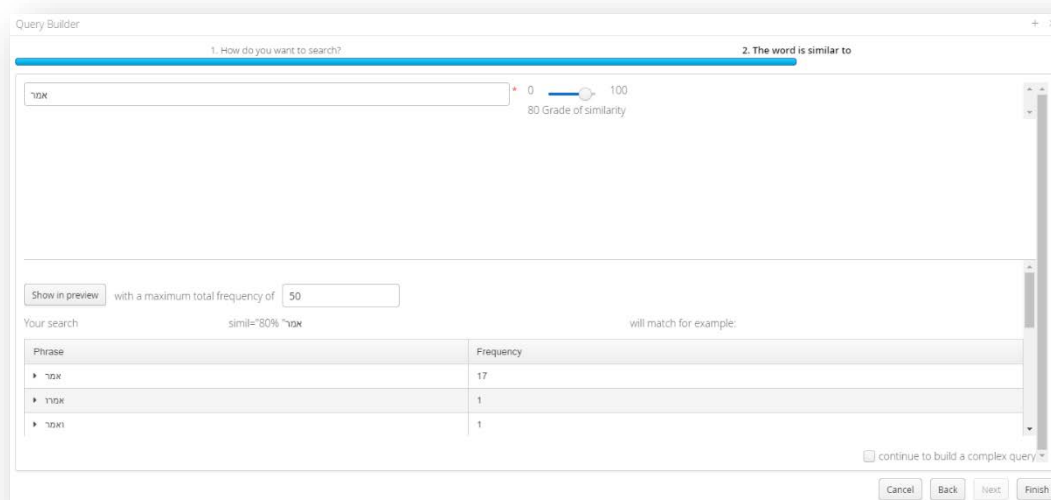 Query Builder
1. How do you want to search? 2. The word is similar to
אמר * 0 100
80 Grade of similarity
Show in preview with a maximum total frequency of 50
Your search simil="80% "אמר will match for example:
Phrase Frequency
אמר 17
אמרו 1
ואמר 1
continue to build a complex query
Cancel Back Next Finish